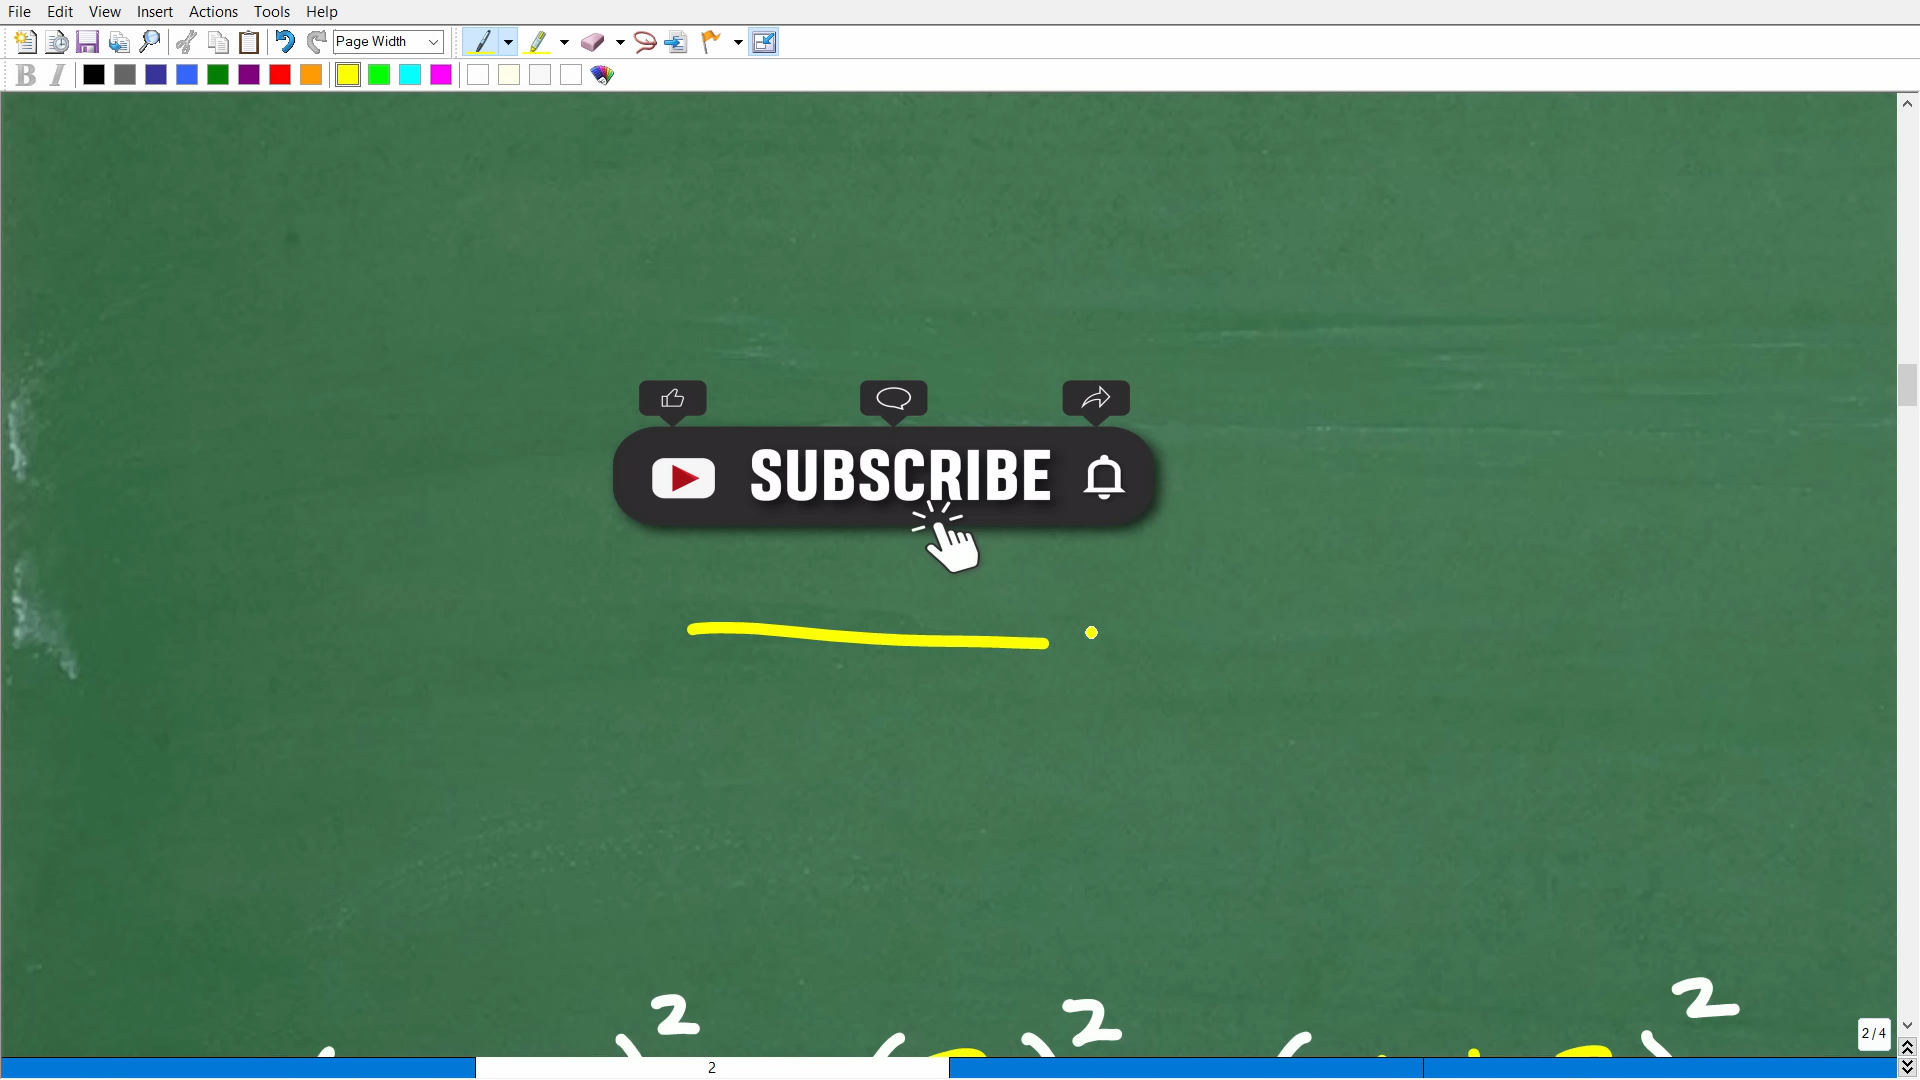 File Edit View Insert Actions Tools Help
Page Width
B I
SUBSCRIBE
2 2 2
( ) ( ) ( )
2 / 4
2